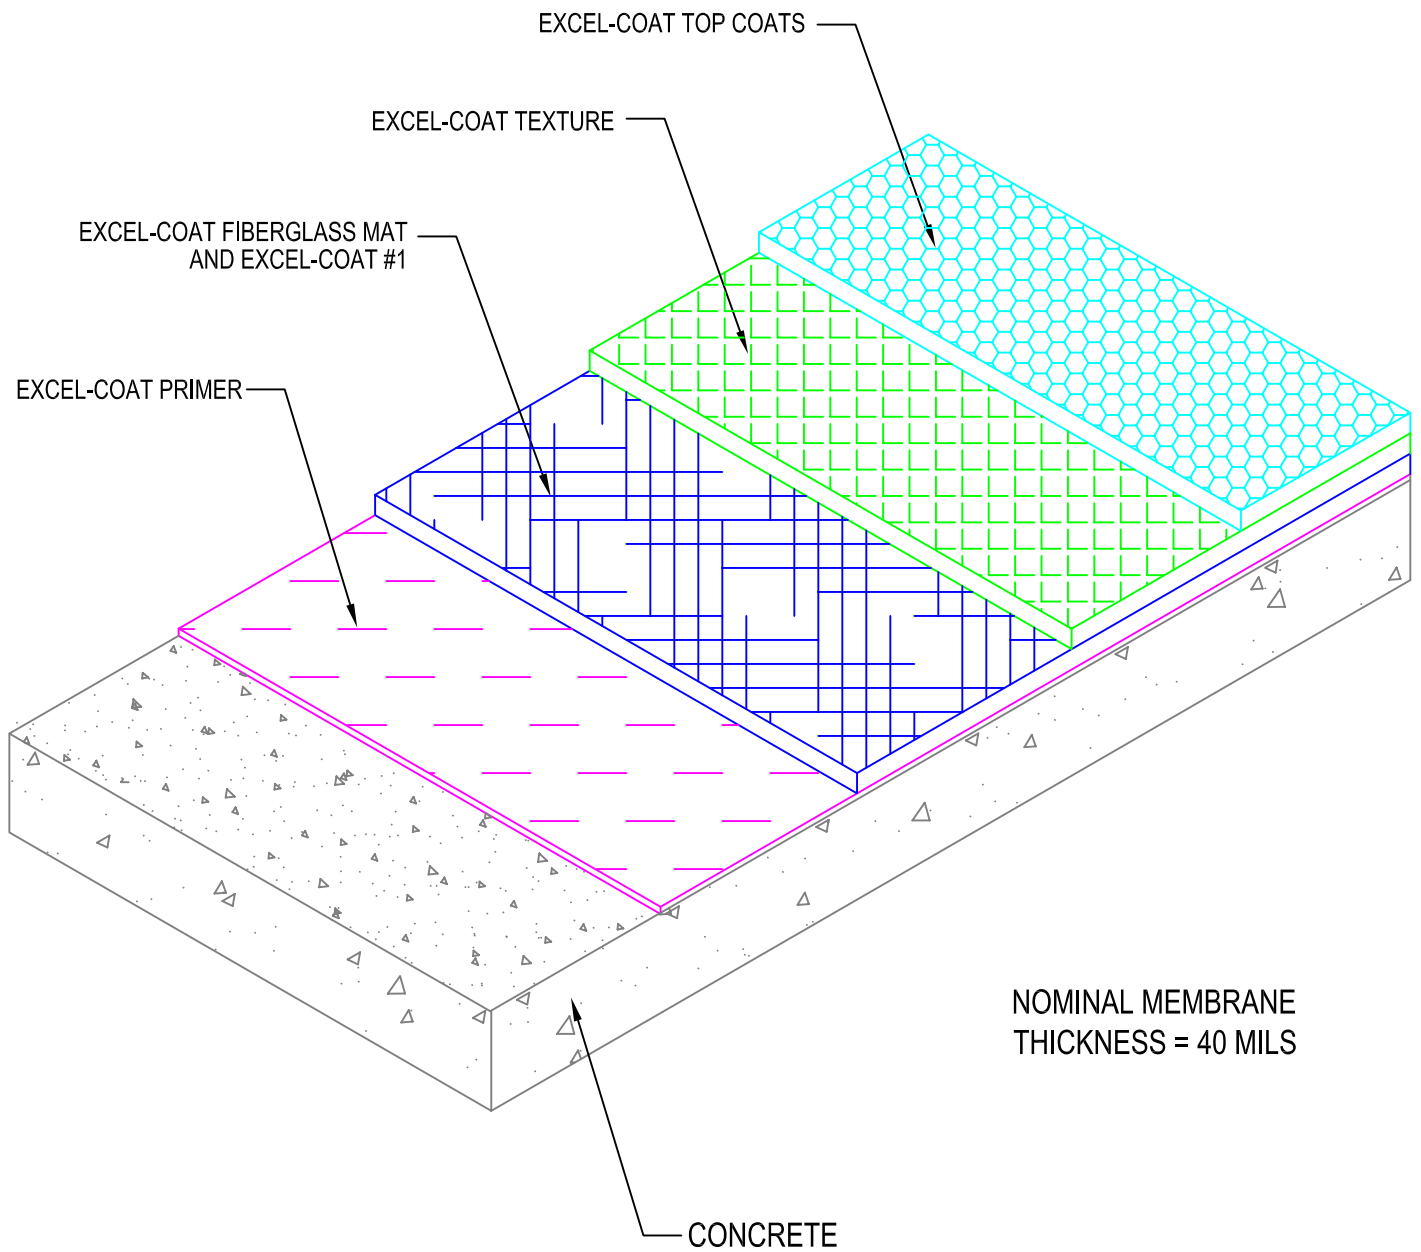 EXCEL-COAT TOP COATS
EXCEL-COAT TEXTURE
EXCEL-COAT FIBERGLASS MAT
AND EXCEL-COAT #1
EXCEL-COAT PRIMER
NOMINAL MEMBRANE
THICKNESS = 40 MILS
CONCRETE